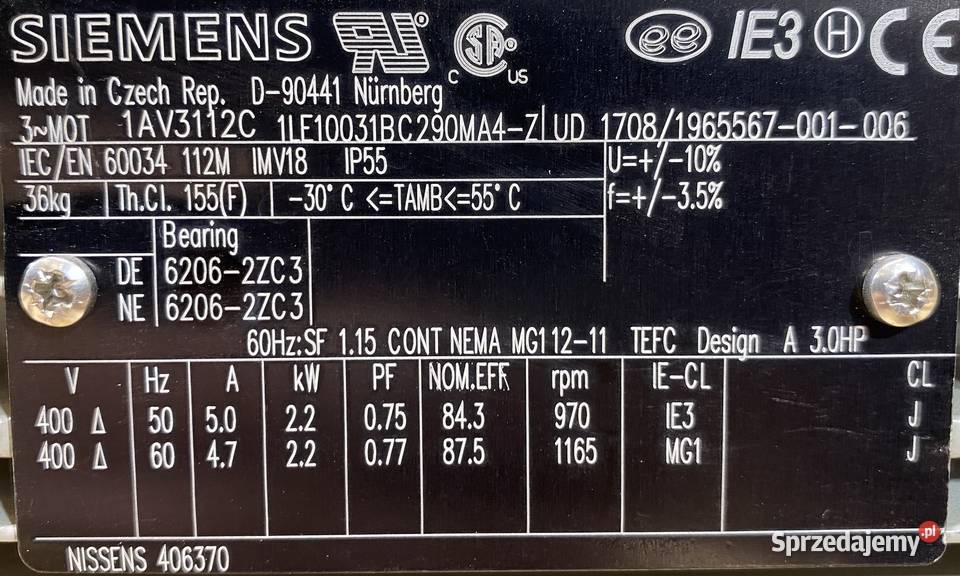 SIEMENS ee IE3 H CE
C US
Made in Czech Rep. D-90441 Nürnberg
3~MOT 1AV3112C 1LE10031BC290MA4-Z UD 1708/1965567-001-006
IEC/EN 60034 112M IMV18 IP55 U=+/-10%
36kg Th.Cl. 155(F) -30°C <=TAMB<=55°C f=+/-3.5%
Bearing
DE 6206-2ZC3
NE 6206-2ZC3
60Hz:SF 1.15 CONT NEMA MG112-11 TEFC Design A 3.0HP
V Hz A kW PF NOM.EFF rpm IE-CL CL
400 Δ 50 5.0 2.2 0.75 84.3 970 IE3 J
400 Δ 60 4.7 2.2 0.77 87.5 1165 MG1 J
NISSENS 406370
Sprzedajemy.pl